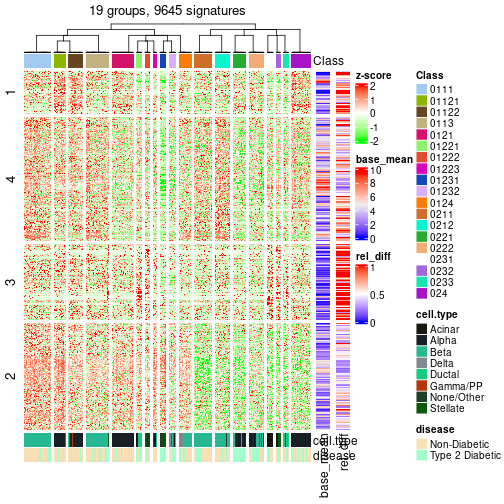 19 groups, 9645 signatures
Class
1
4
3
2
cell.type
disease
base_mean
z-score
2
1
0
-1
-2
base_mean
10
8
6
4
2
0
rel_diff
1
0.5
0
Class
0111
01121
01122
0113
0121
01221
01222
01223
01231
01232
0124
0211
0212
0221
0222
0231
0232
0233
024
cell.type
Acinar
Alpha
Beta
Delta
Ductal
Gamma/PP
None/Other
Stellate
disease
Non-Diabetic
Type 2 Diabetic